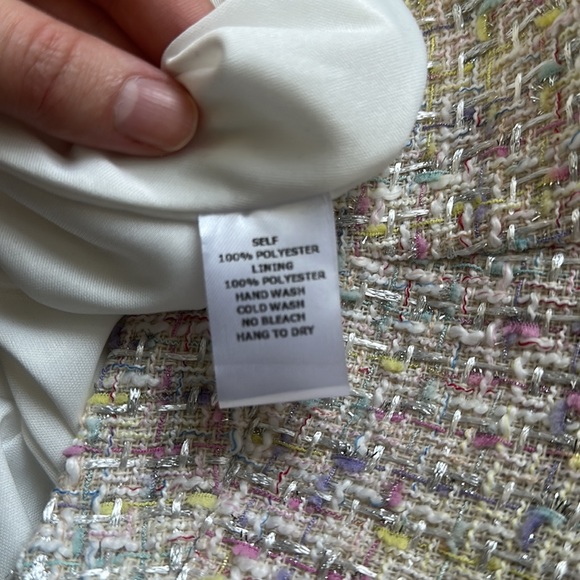 SELF
100% POLYESTER
LINING
100% POLYESTER
HAND WASH
COLD WASH
NO BLEACH
HANG TO DRY